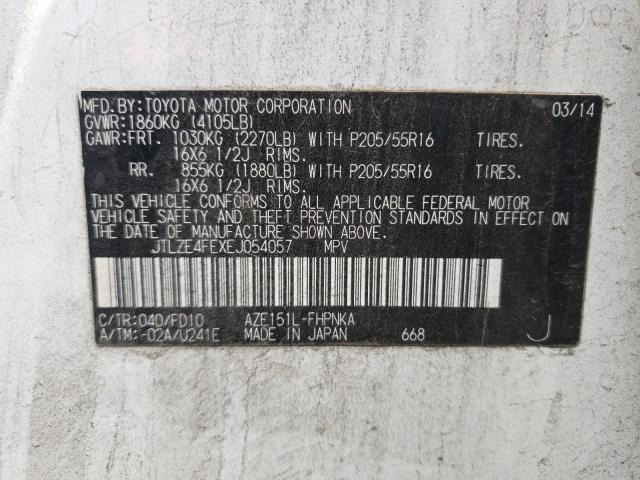 MFD.BY:TOYOTA MOTOR CORPORATION 03/14
GVWR:1860KG (4105LB)
GAWR:FRT. 1030KG (2270LB) WITH P205/55R16 TIRES.
16X6 1/2J RIMS.
RR. 855KG (1880LB) WITH P205/55R16 TIRES.
16X6 1/2J RIMS.
THIS VEHICLE CONFORMS TO ALL APPLICABLE FEDERAL MOTOR
VEHICLE SAFETY AND THEFT PREVENTION STANDARDS IN EFFECT ON
THE DATE OF MANUFACTURE SHOWN ABOVE.
JTLZE4FEXEJ054057 MPV
C/TR:040/FD10 AZE151L-FHPNKA
A/TM:-02A/U241E MADE IN JAPAN 668 J